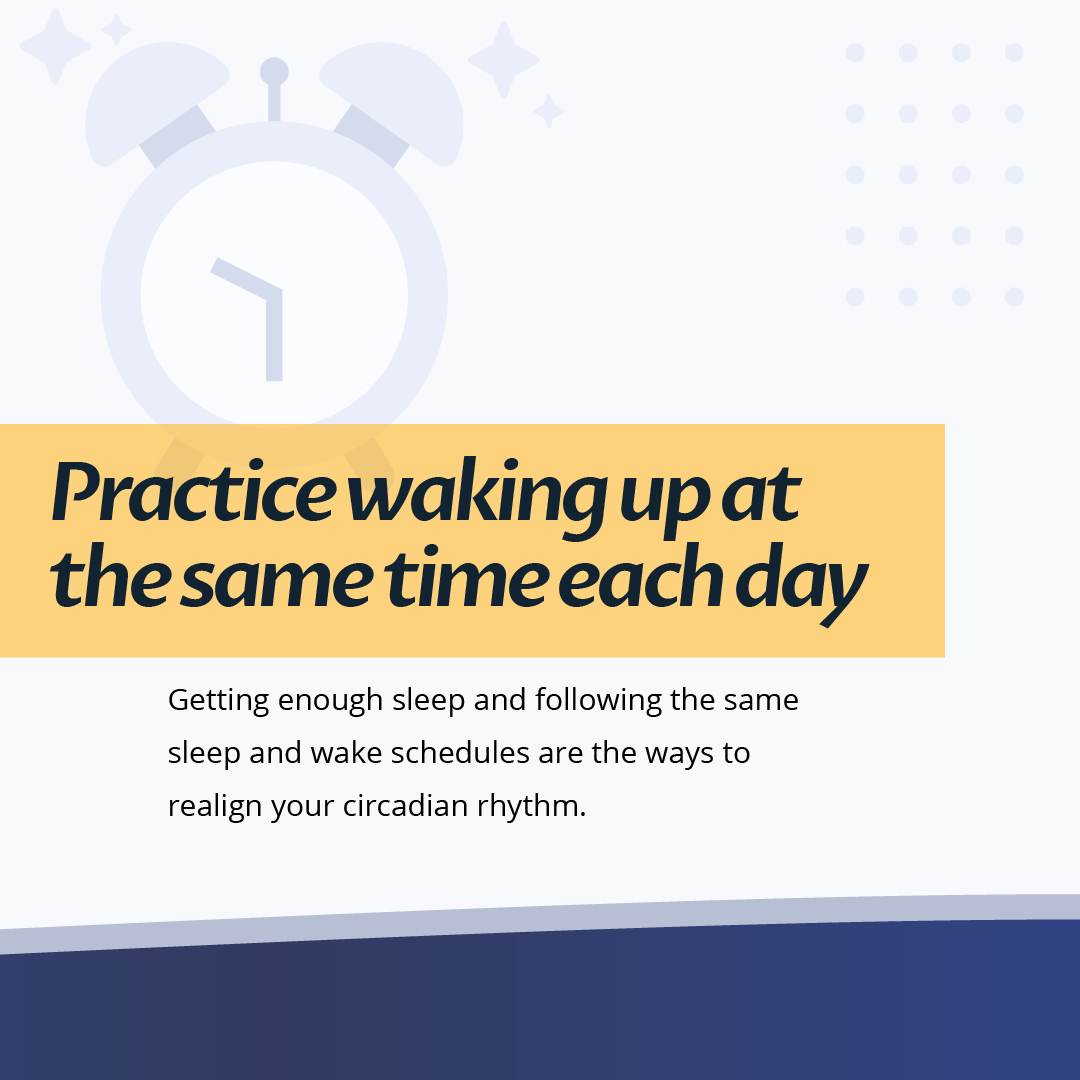 Practice waking up at
the same time each day
Getting enough sleep and following the same
sleep and wake schedules are the ways to
realign your circadian rhythm.